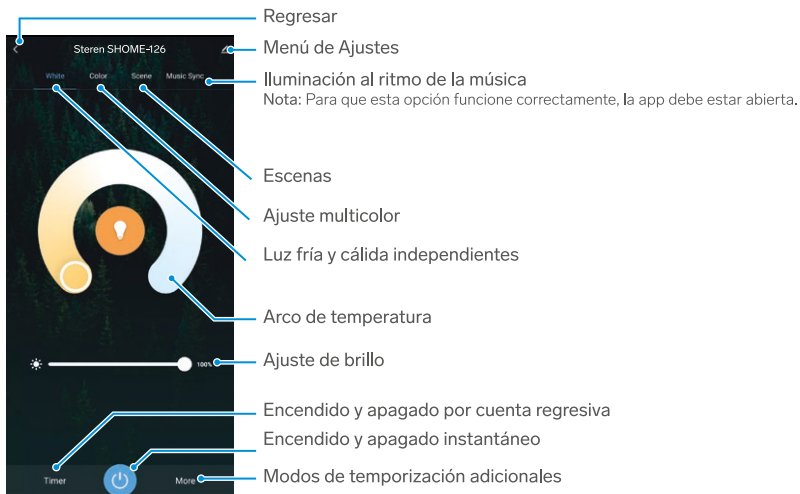 Regresar
Steren SHOME-126
Menú de Ajustes
White Color Scene Music Sync
Iluminación al ritmo de la música
Nota: Para que esta opción funcione correctamente, la app debe estar abierta.
Escenas
Ajuste multicolor
Luz fría y cálida independientes
Arco de temperatura
100%
Ajuste de brillo
Encendido y apagado por cuenta regresiva
Encendido y apagado instantáneo
Timer More
Modos de temporización adicionales